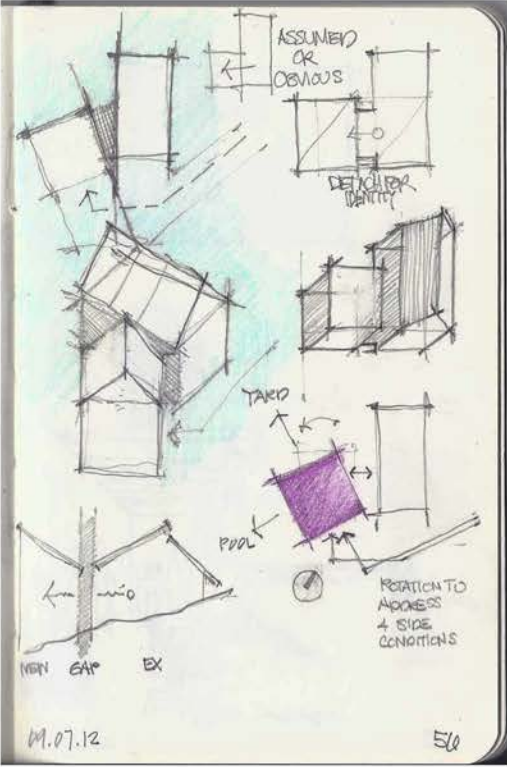 ASSUMED
OR
OBVIOUS
DETACH FOR
IDENTITY
YARD
POOL
ROTATION TO
ADDRESS
4 SIDE
CONDITIONS
NEW GAP EX
09.07.12
56